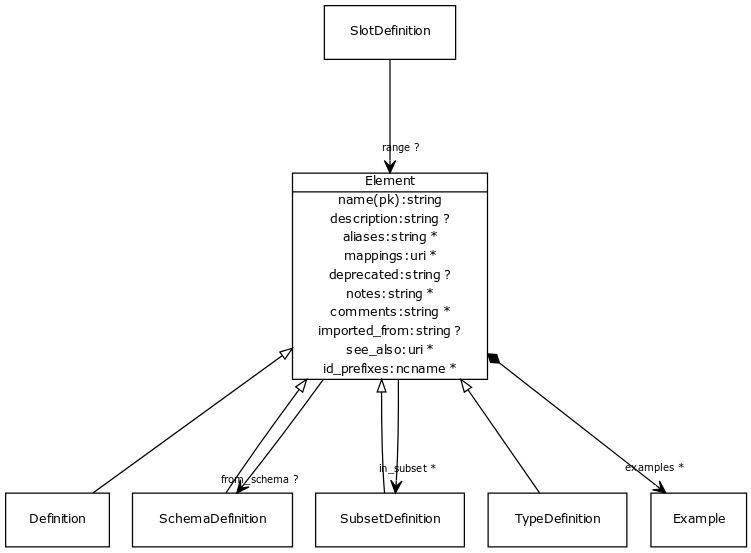 SlotDefinition
range ?
Element
name(pk):string
description:string ?
aliases:string *
mappings:uri *
deprecated:string ?
notes:string *
comments:string *
imported_from:string ?
see_also:uri *
id_prefixes:ncname *
from_schema ?
in_subset *
examples *
Definition
SchemaDefinition
SubsetDefinition
TypeDefinition
Example